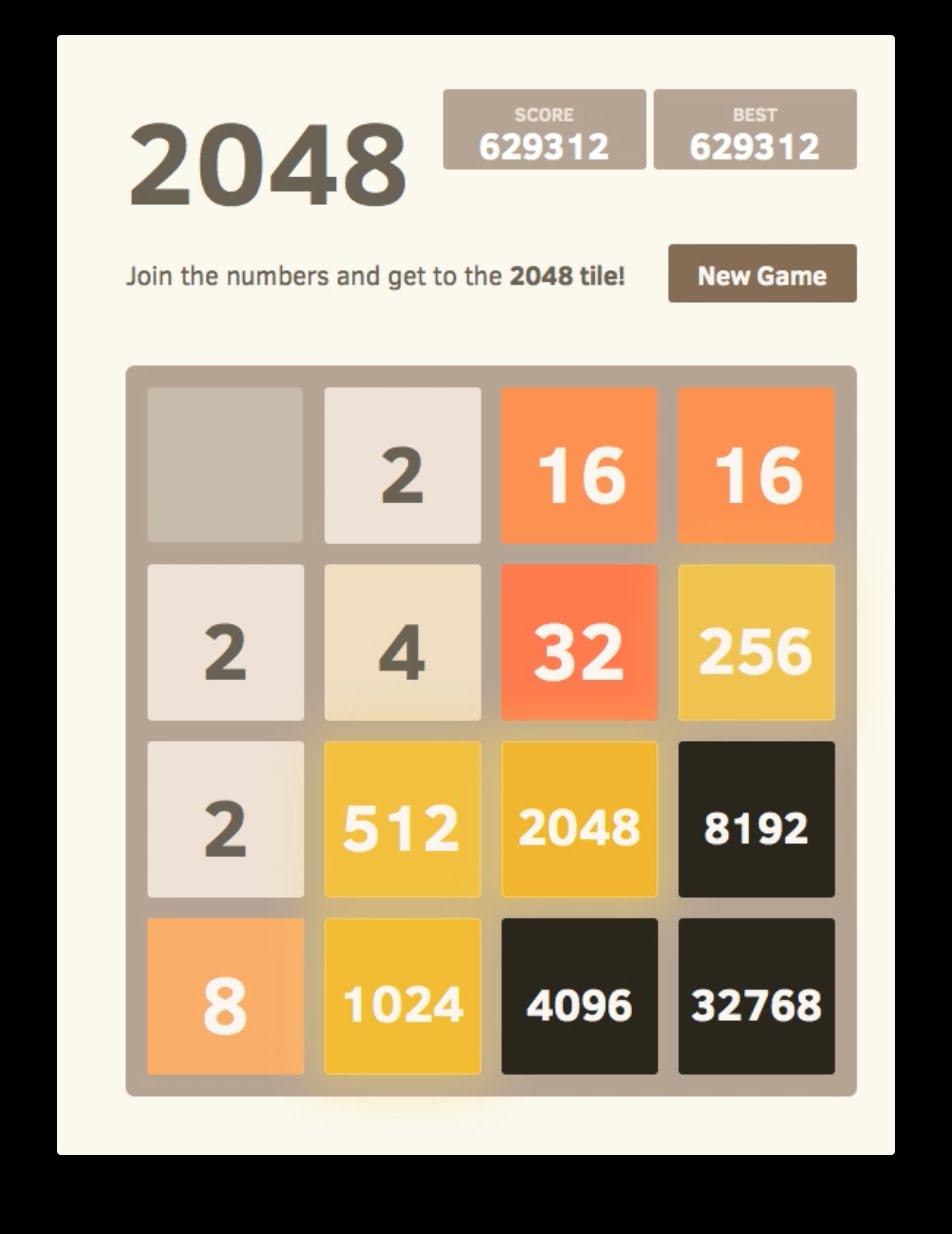 2048
SCORE
629312
BEST
629312
Join the numbers and get to the 2048 tile!
New Game
2 16 16
2 4 32 256
2 512 2048 8192
8 1024 4096 32768